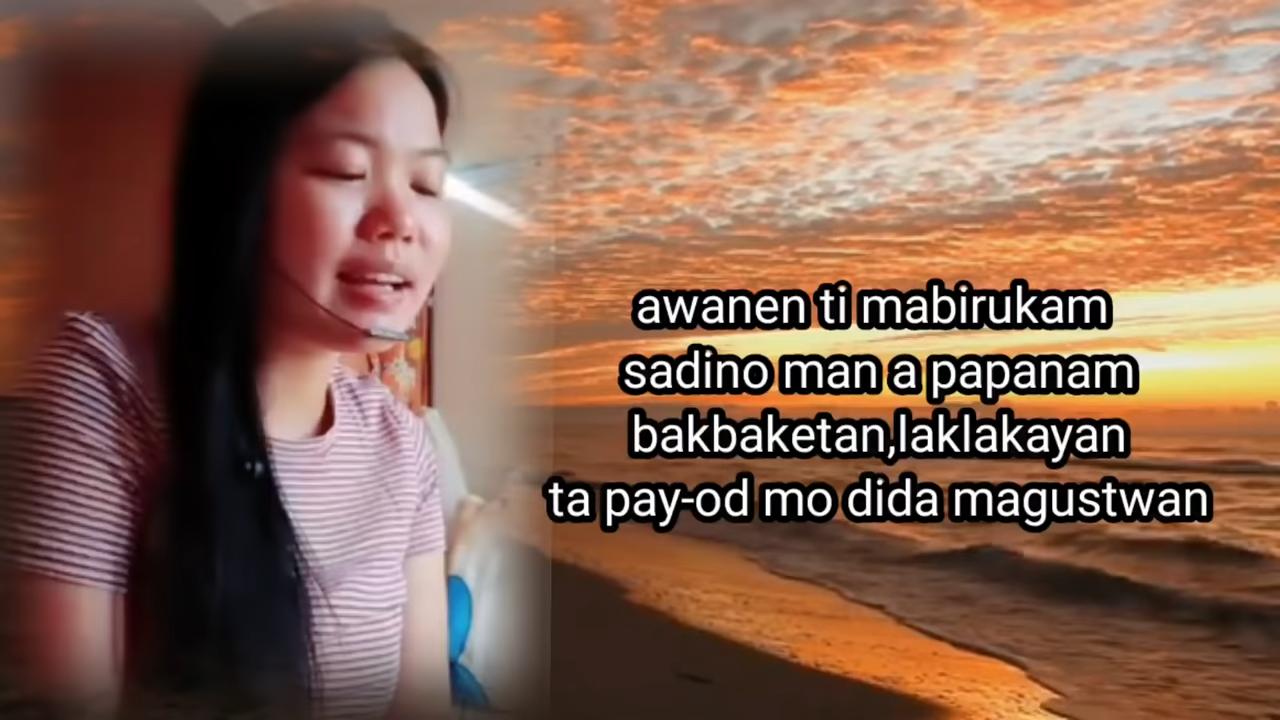 awanen ti mabirukam
sadino man a papanam
bakbaketan,laklakayan
ta pay-od mo dida magustwan